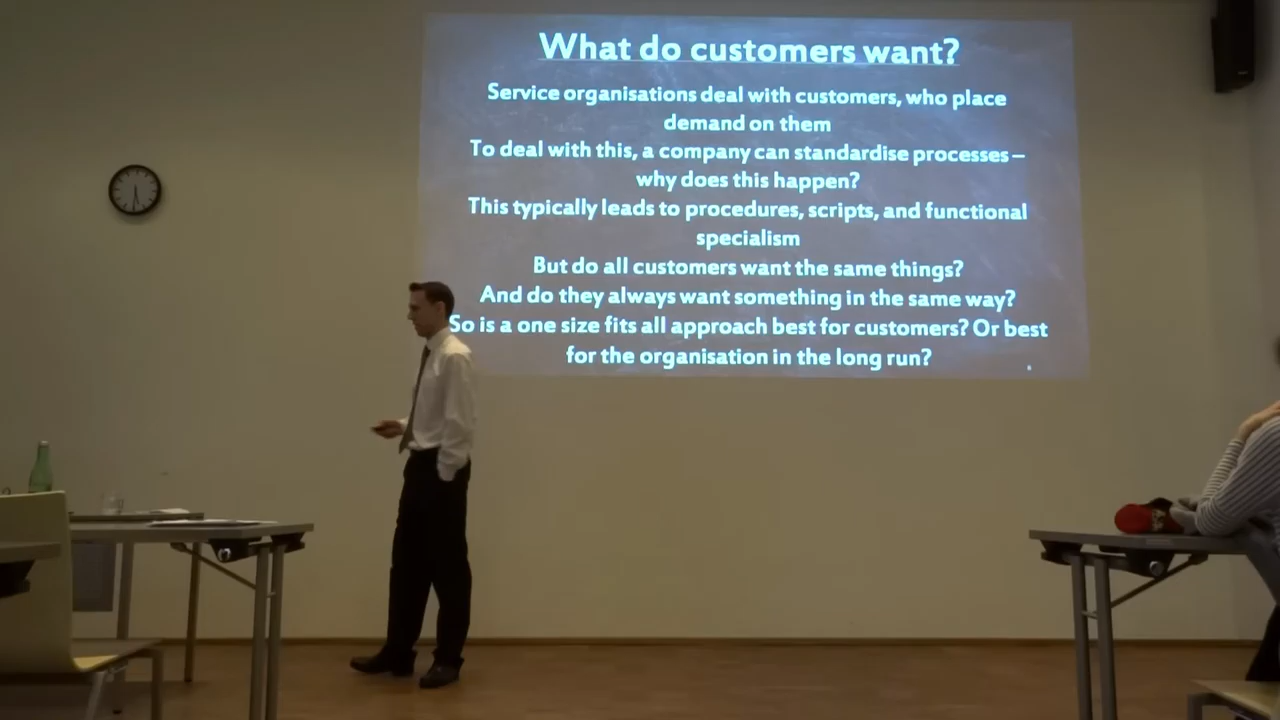 What do customers want?
Service organisations deal with customers, who place
demand on them
To deal with this, a company can standardise processes –
why does this happen?
This typically leads to procedures, scripts, and functional
specialism
But do all customers want the same things?
And do they always want something in the same way?
So is a one size fits all approach best for customers? Or best
for the organisation in the long run?